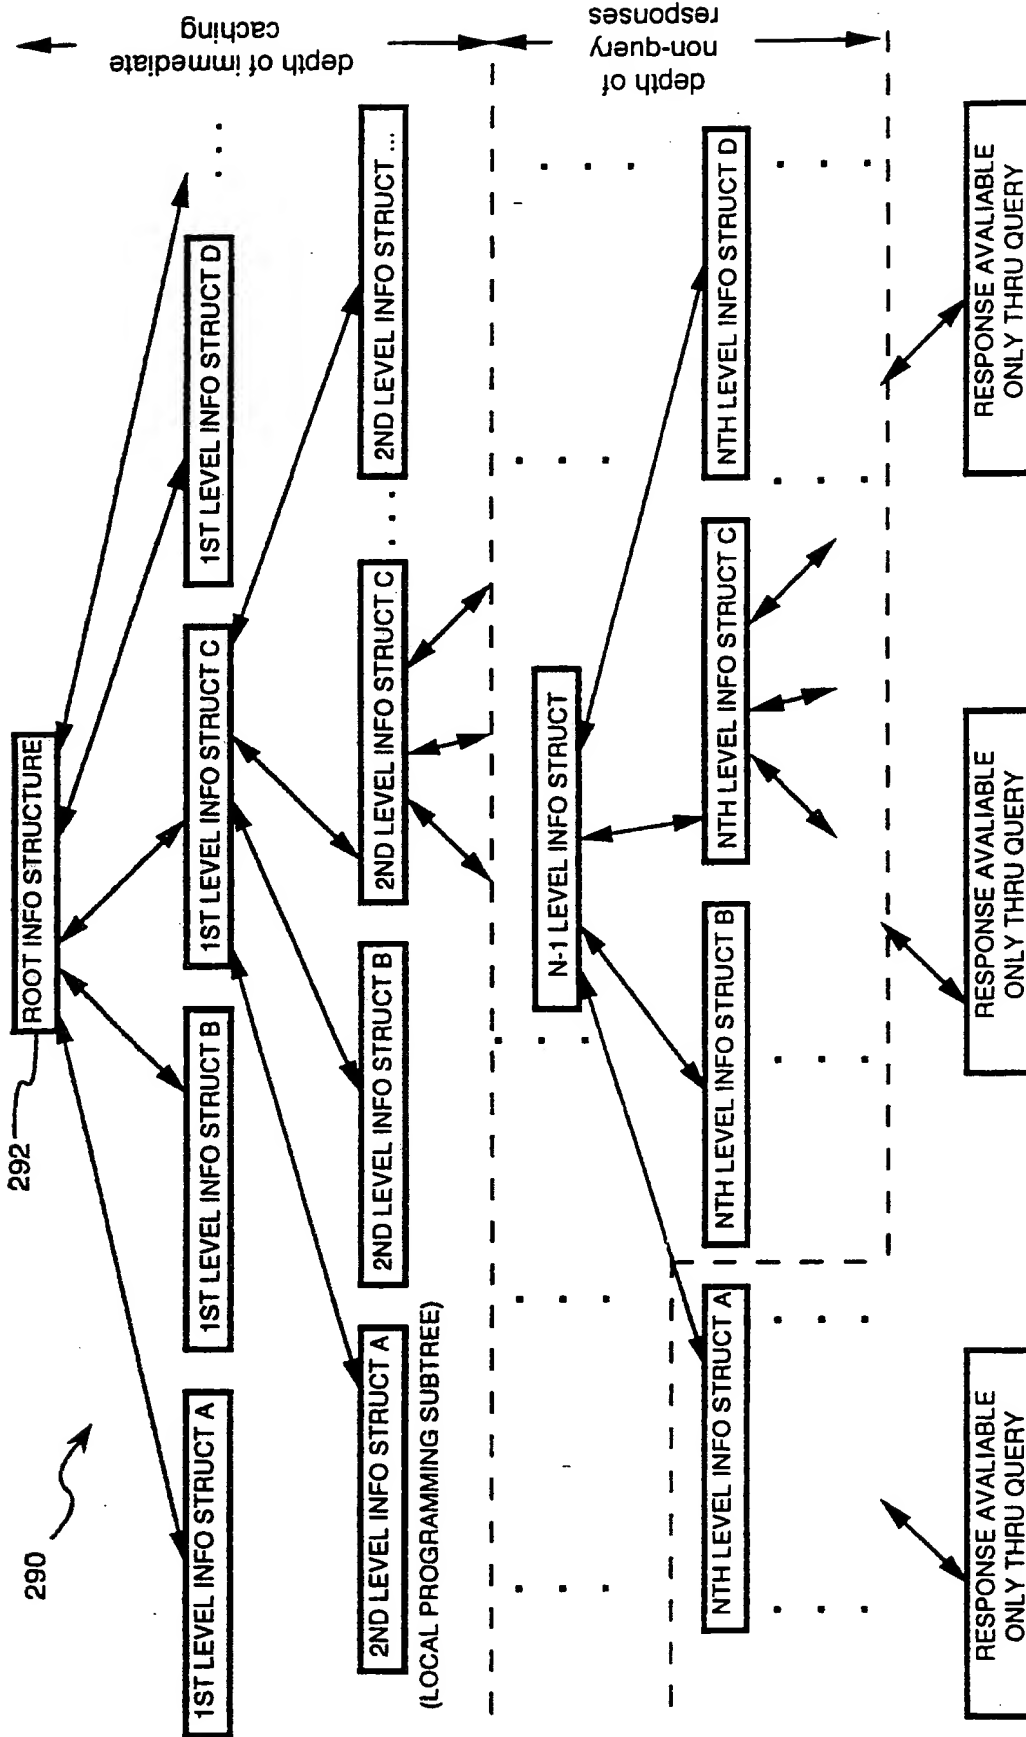 290
292
ROOT INFO STRUCTURE
1ST LEVEL INFO STRUCT A
1ST LEVEL INFO STRUCT B
1ST LEVEL INFO STRUCT C
1ST LEVEL INFO STRUCT D
. . .
depth of immediate
caching
2ND LEVEL INFO STRUCT A
(LOCAL PROGRAMMING SUBTREE)
2ND LEVEL INFO STRUCT B
2ND LEVEL INFO STRUCT C
. . .
2ND LEVEL INFO STRUCT ...
N-1 LEVEL INFO STRUCT
depth of
non-query
responses
NTH LEVEL INFO STRUCT A
NTH LEVEL INFO STRUCT B
NTH LEVEL INFO STRUCT C
NTH LEVEL INFO STRUCT D
RESPONSE AVALIABLE
ONLY THRU QUERY
RESPONSE AVALIABLE
ONLY THRU QUERY
RESPONSE AVALIABLE
ONLY THRU QUERY